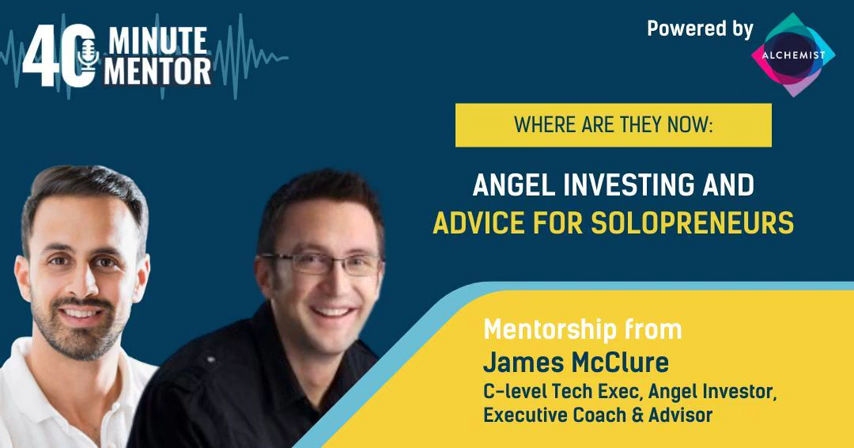 40 MINUTE
MENTOR
Powered by
ALCHEMIST
WHERE ARE THEY NOW:
ANGEL INVESTING AND
ADVICE FOR SOLOPRENEURS
Mentorship from
James McClure
C-level Tech Exec, Angel Investor,
Executive Coach & Advisor